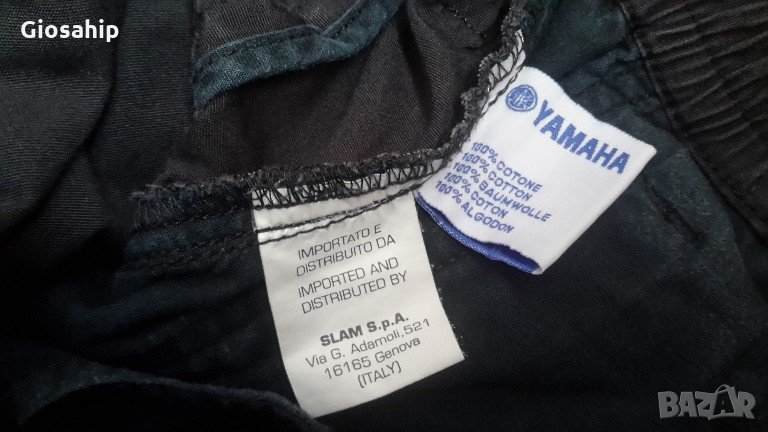 Giosahip
YAMAHA
100% COTONE
100% COTTON
100% BAUMWOLLE
100% COTON
100% ALGODON
IMPORTATO E
DISTRIBUITO DA
IMPORTED AND
DISTRIBUTED BY
SLAM S.p.A.
Via G. Adamoli,521
16165 Genova
(ITALY)
BAZAR